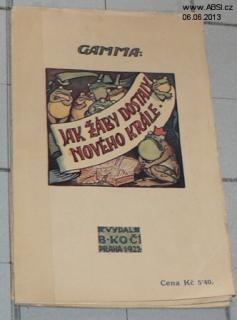 www.ABSI.cz
06.06.2013
GAMMA:
JAK ŽÁBY DOSTALY
NOVÉHO KRÁLE.
VYDAL
B·KOČÍ
PRAHA·1923
Cena Kč 5·40.